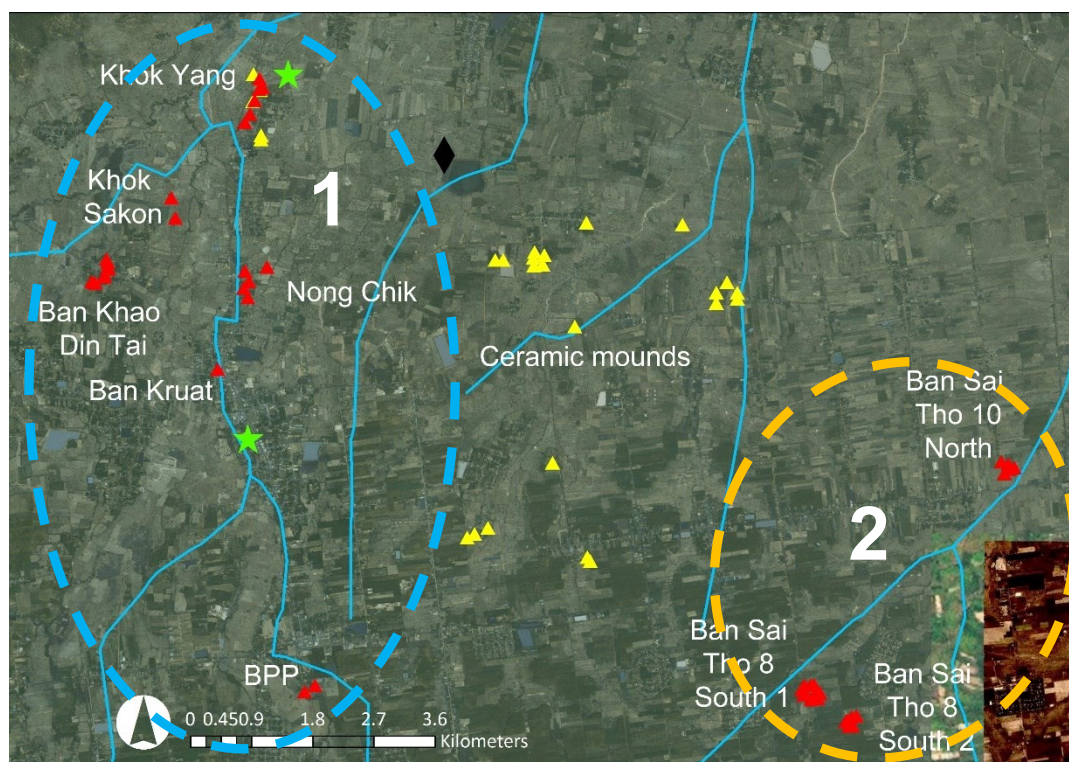 Khok Yang
1
Khok
Sakon
Nong Chik
Ban Khao
Din Tai
Ceramic mounds
Ban Kruat
Ban Sai
Tho 10
North
2
Ban Sai
Tho 8
South 1
Ban Sai
Tho 8
South 2
BPP
0 0.450.9 1.8 2.7 3.6
Kilometers